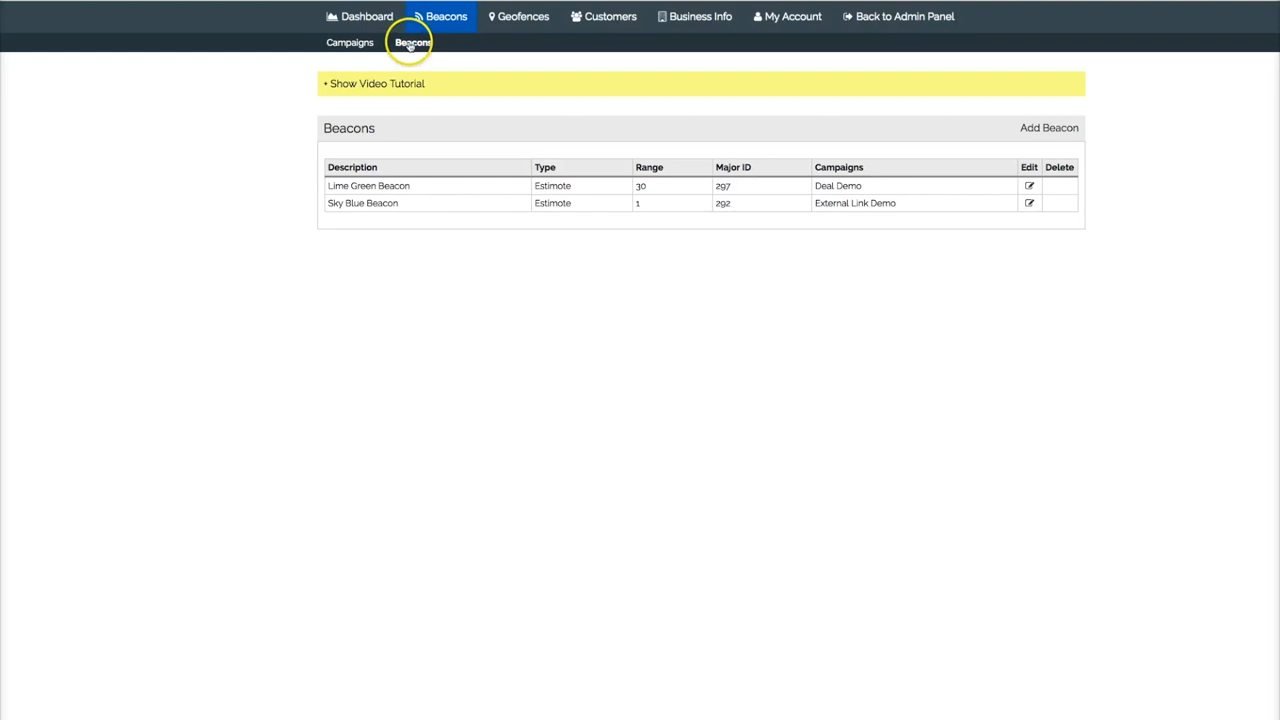 Dashboard Beacons Geofences Customers Business Info My Account Back to Admin Panel
Campaigns Beacons
+ Show Video Tutorial
Beacons Add Beacon
Description Type Range Major ID Campaigns Edit Delete
Lime Green Beacon Estimote 30 297 Deal Demo
Sky Blue Beacon Estimote 1 292 External Link Demo